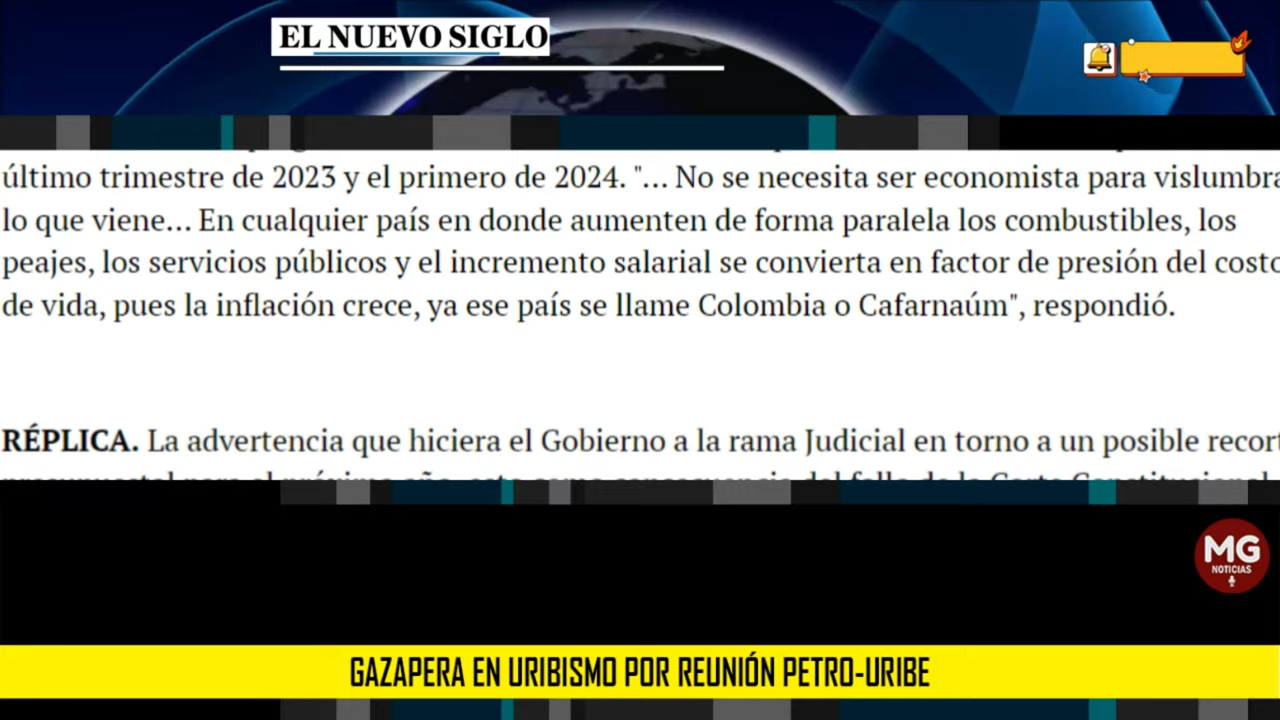 EL NUEVO SIGLO
último trimestre de 2023 y el primero de 2024. "... No se necesita ser economista para
lo que viene... En cualquier país en donde aumenten de forma paralela los combustibles, los
peajes, los servicios públicos y el incremento salarial se convierta en factor de presión del costo
de vida, pues la inflación crece, ya ese país se llame Colombia o Cafarnaúm", respondió.
RÉPLICA. La advertencia que hiciera el Gobierno a la rama Judicial en torno a un posible
MG
NOTICIAS
GAZAPERA EN URIBISMO POR REUNIÓN PETRO-URIBE